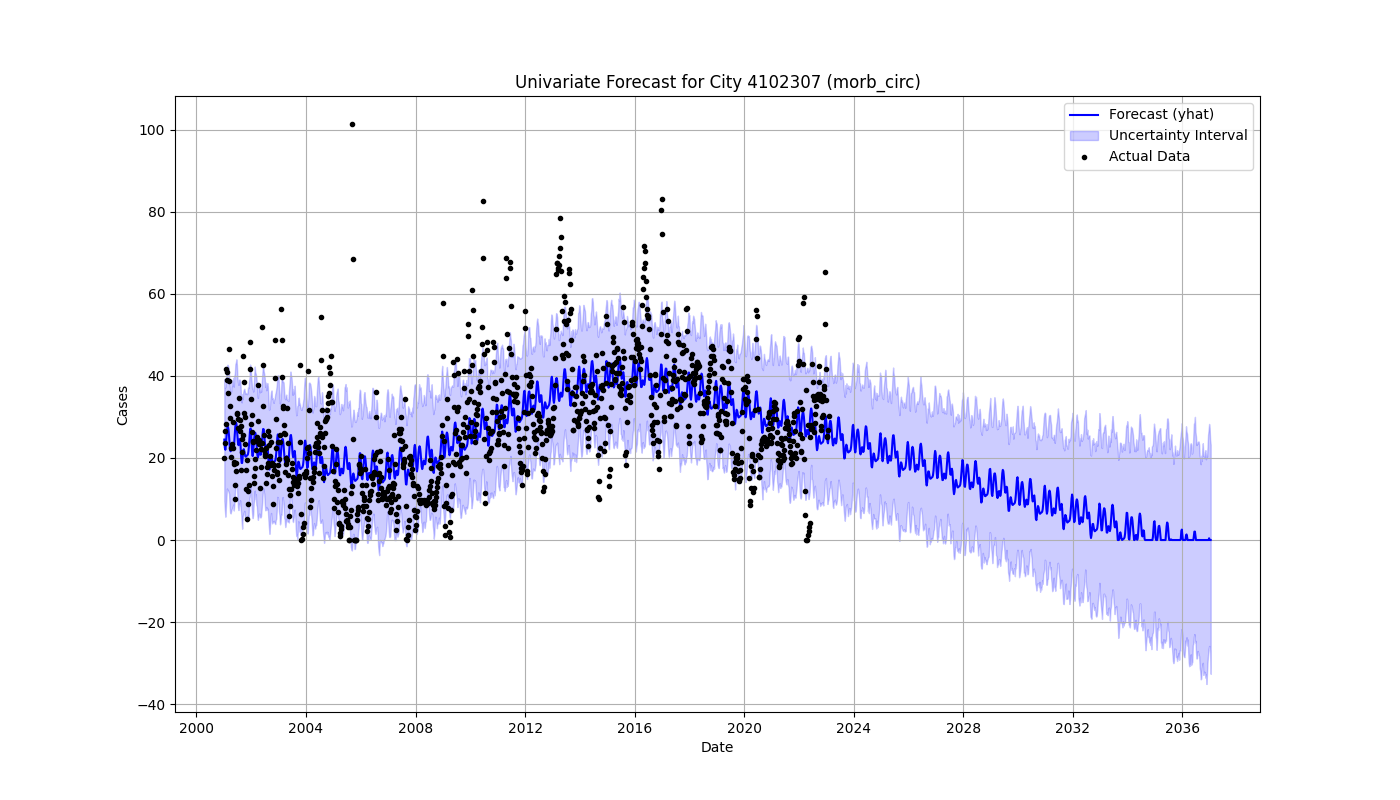 Univariate Forecast for City 4102307 (morb_circ)
Forecast (yhat)
Uncertainty Interval
Actual Data
100
80
60
40
20
0
−20
−40
Cases
2000 2004 2008 2012 2016 2020 2024 2028 2032 2036
Date